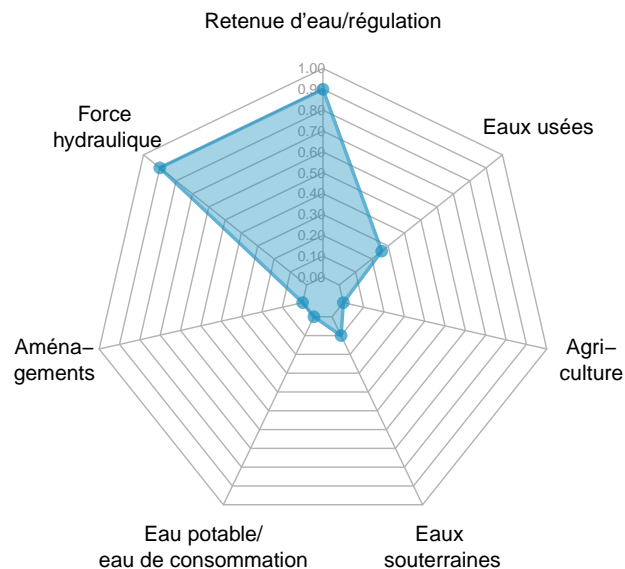 Retenue d'eau/régulation
1.00
0.90
0.80
0.70
0.60
0.50
0.40
0.30
0.20
0.10
0.00
Force
hydraulique
Eaux usées
Aména–
gements
Agri–
culture
Eau potable/
eau de consommation
Eaux
souterraines